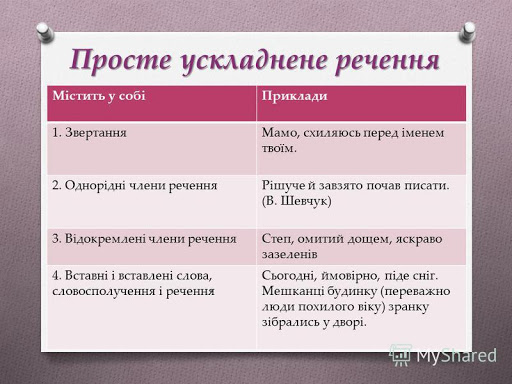 Просте ускладнене речення
Містить у собі
Приклади
1. Звертання
Мамо, схиляюсь перед іменем
твоїм.
2. Однорідні члени речення
Рішуче й завзято почав писати.
(В. Шевчук)
3. Відокремлені члени речення
Степ, омитий дощем, яскраво
зазеленів
4. Вставні і вставлені слова,
словосполучення і речення
Сьогодні, ймовірно, піде сніг.
Мешканці будинку (переважно
люди похилого віку) зранку
зібрались у дворі.
MyShared